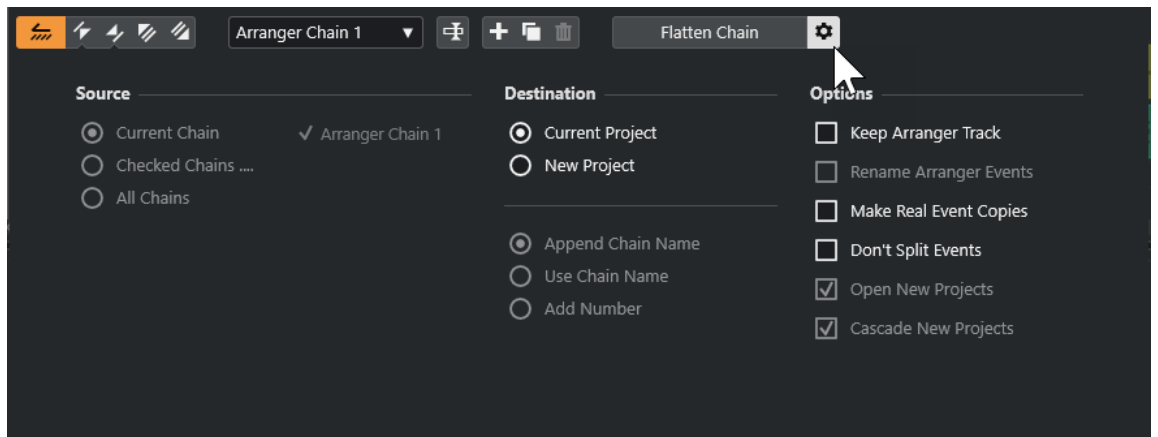 Arranger Chain 1
Flatten Chain
Source
Current Chain
Arranger Chain 1
Checked Chains ....
All Chains
Destination
Current Project
New Project
Append Chain Name
Use Chain Name
Add Number
Options
Keep Arranger Track
Rename Arranger Events
Make Real Event Copies
Don't Split Events
Open New Projects
Cascade New Projects